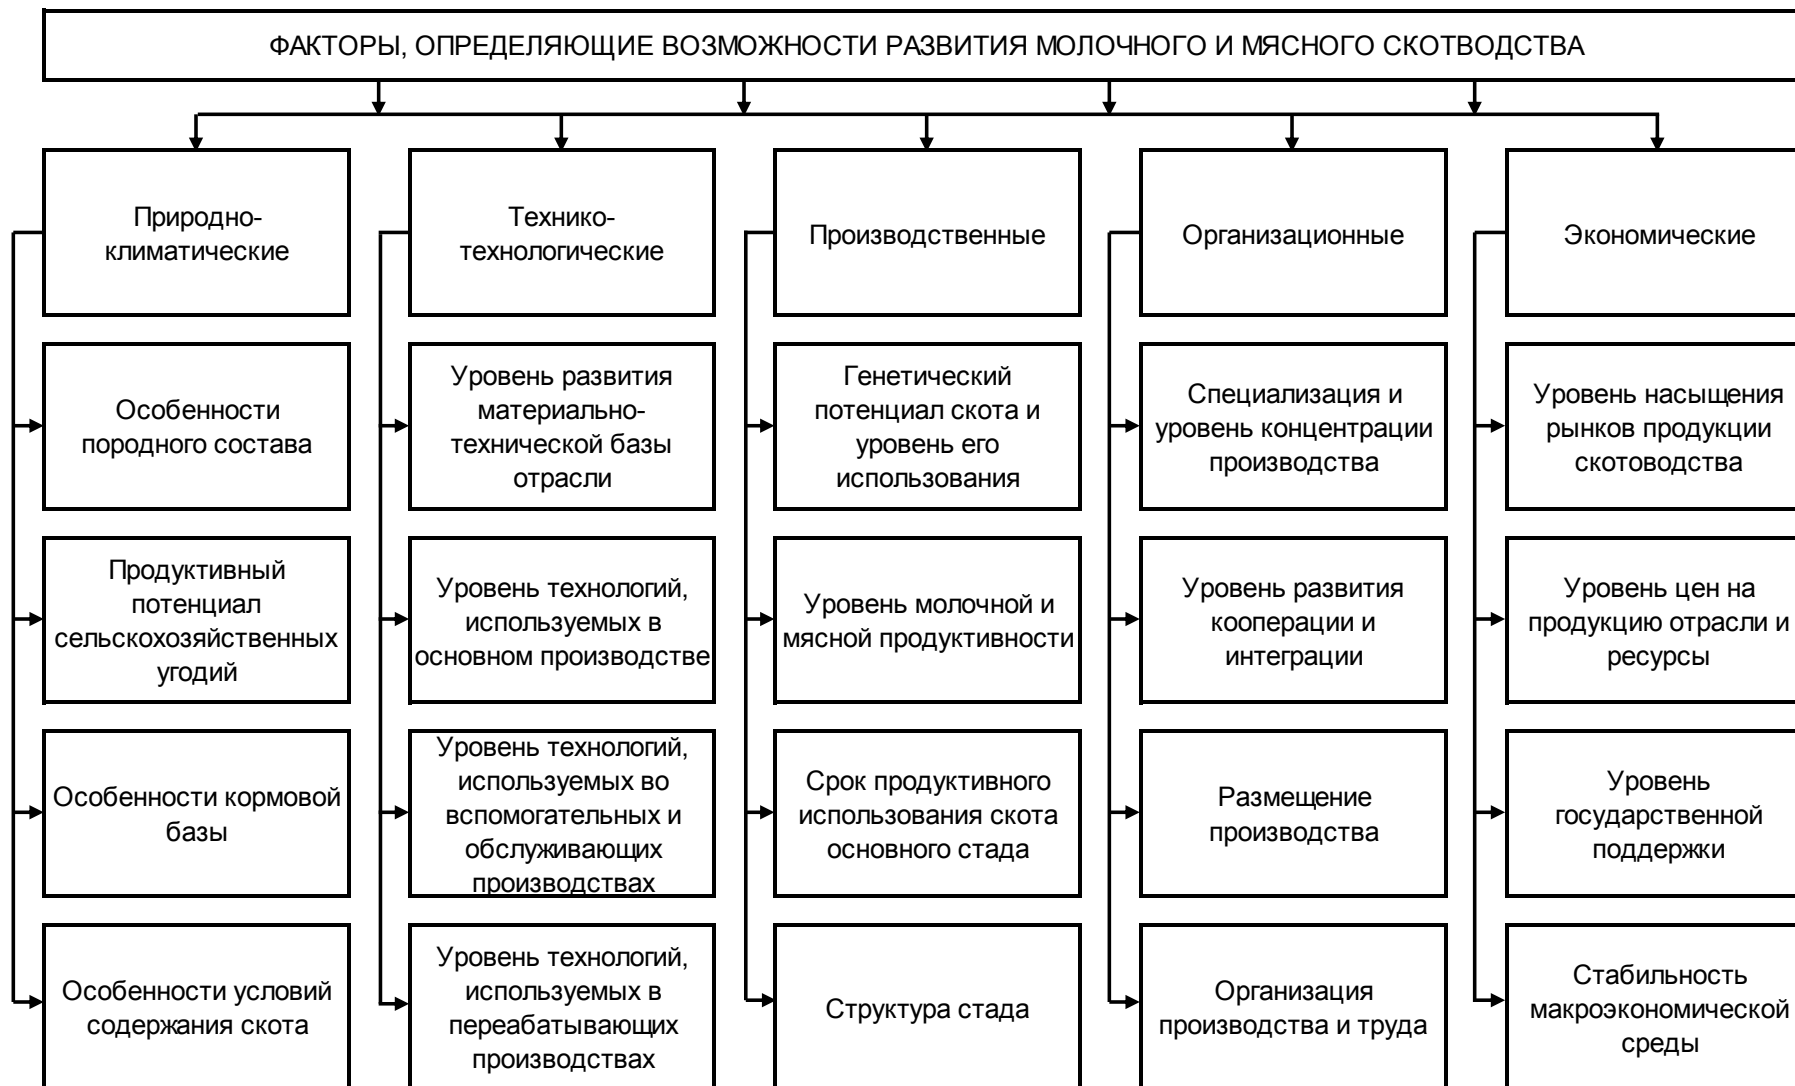 ФАКТОРЫ, ОПРЕДЕЛЯЮЩИЕ ВОЗМОЖНОСТИ РАЗВИТИЯ МОЛОЧНОГО И МЯСНОГО СКОТВОДСТВА
Природно-
климатические
Технико-
технологические
Производственные
Организационные
Экономические
Особенности
породного состава
Уровень развития
материально-
технической базы
отрасли
Генетический
потенциал скота и
уровень его
использования
Специализация и
уровень концентрации
производства
Уровень насыщения
рынков продукции
скотоводства
Продуктивный
потенциал
сельскохозяйственных
угодий
Уровень технологий,
используемых в
основном производстве
Уровень молочной и
мясной продуктивности
Уровень развития
кооперации и
интеграции
Уровень цен на
продукцию отрасли и
ресурсы
Особенности кормовой
базы
Уровень технологий,
используемых во
вспомогательных и
обслуживающих
производствах
Срок продуктивного
использования скота
основного стада
Размещение
производства
Уровень
государственной
поддержки
Особенности условий
содержания скота
Уровень технологий,
используемых в
переабатывающих
производствах
Структура стада
Организация
производства и труда
Стабильность
макроэкономической
среды